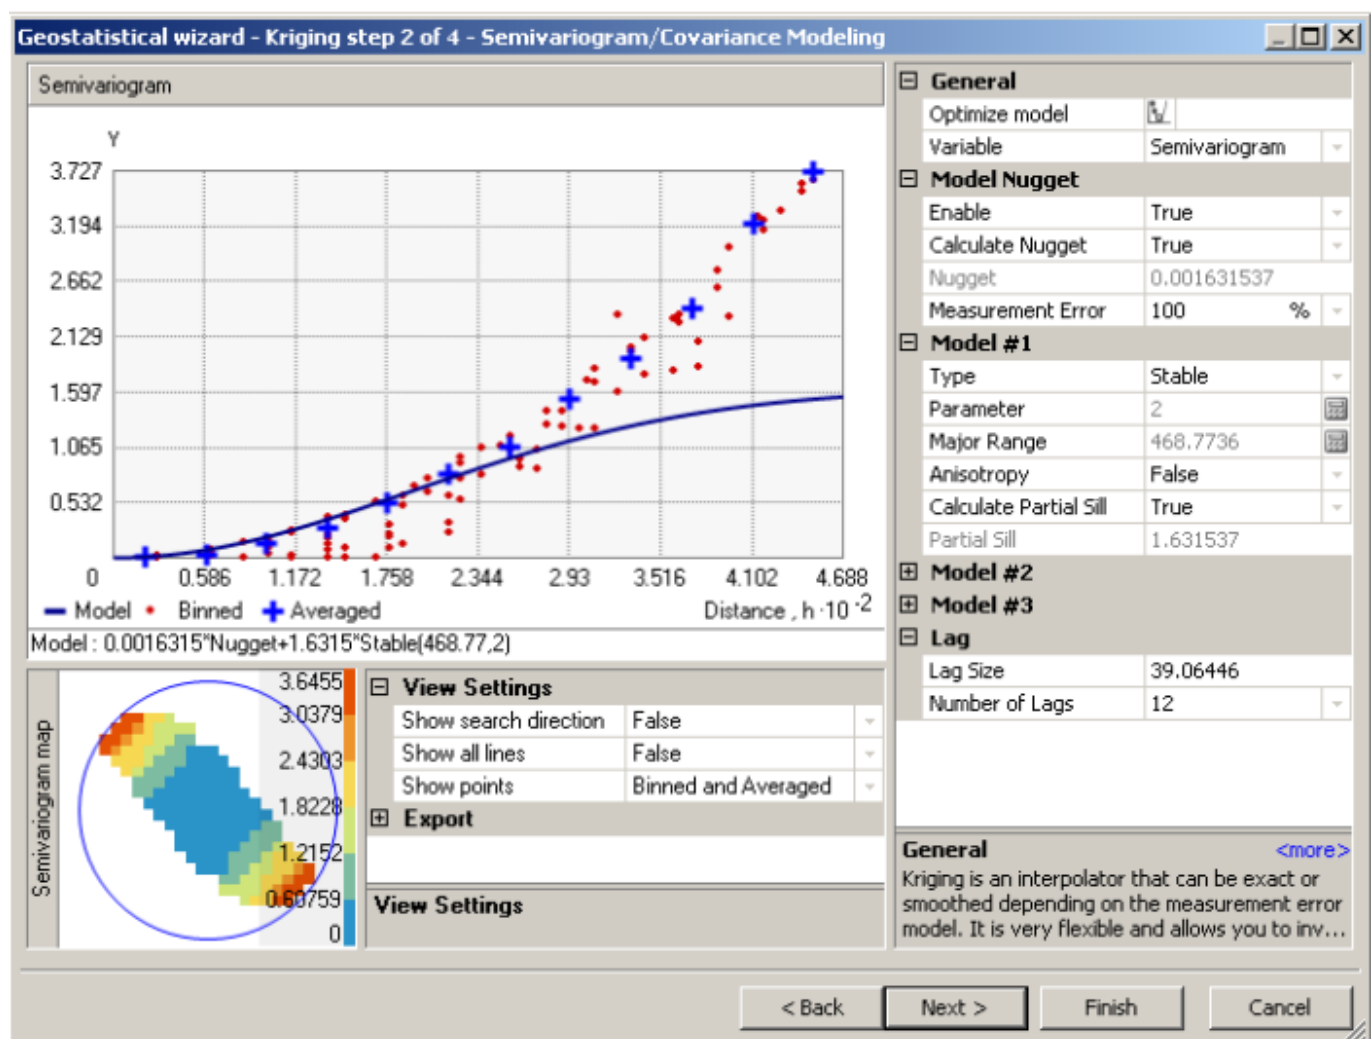 Geostatistical wizard - Kriging step 2 of 4 - Semivariogram/Covariance Modeling
Semivariogram
Y
3.727
3.194
2.662
2.129
1.597
1.065
0.532
0 0.586 1.172 1.758 2.344 2.93 3.516 4.102 4.688
Model Binned Averaged Distance , h ·10 -2
Model : 0.0016315*Nugget+1.6315*Stable(468.77,2)
Semivariogram map
3.6455
3.0379
2.4303
1.8228
1.2152
0.60759
0
View Settings
Show search direction False
Show all lines False
Show points Binned and Averaged
Export
View Settings
General
Optimize model
Variable Semivariogram
Model Nugget
Enable True
Calculate Nugget True
Nugget 0.001631537
Measurement Error 100 %
Model #1
Type Stable
Parameter 2
Major Range 468.7736
Anisotropy False
Calculate Partial Sill True
Partial Sill 1.631537
Model #2
Model #3
Lag
Lag Size 39.06446
Number of Lags 12
General <more>
Kriging is an interpolator that can be exact or
smoothed depending on the measurement error
model. It is very flexible and allows you to inv...
< Back Next > Finish Cancel